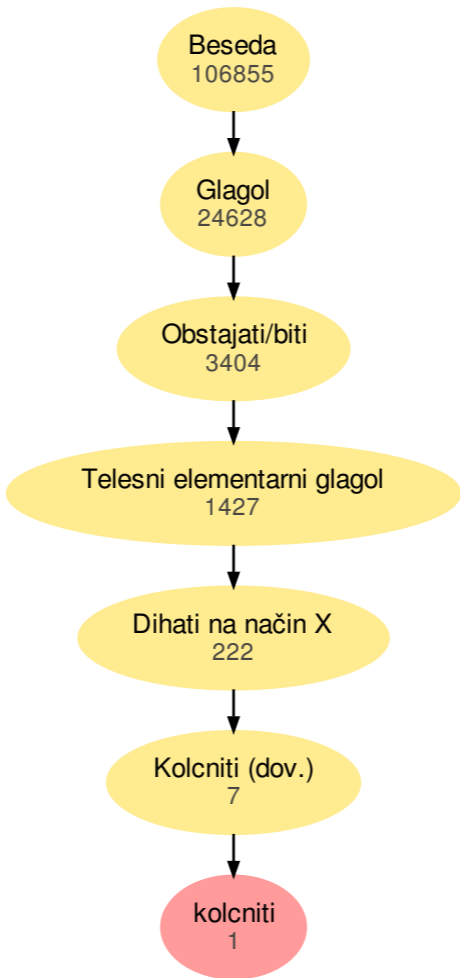 Beseda
106855
Glagol
24628
Obstajati/biti
3404
Telesni elementarni glagol
1427
Dihati na način X
222
Kolcniti (dov.)
7
kolcniti
1